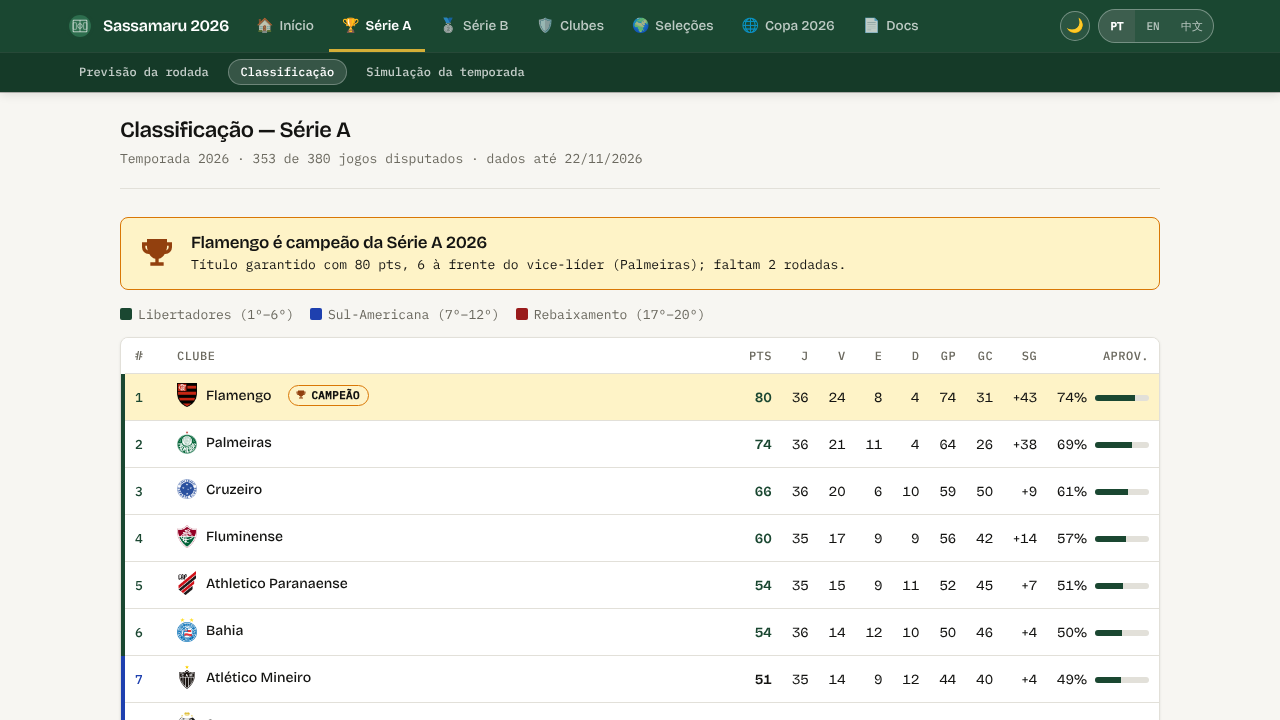 Sassamaru 2026 Início Série A Série B Clubes Seleções Copa 2026 Docs PT EN 中文
Previsão da rodada Classificação Simulação da temporada
Classificação — Série A
Temporada 2026 · 353 de 380 jogos disputados · dados até 22/11/2026
Flamengo é campeão da Série A 2026
Título garantido com 80 pts, 6 à frente do vice-líder (Palmeiras); faltam 2 rodadas.
Libertadores (1º–6º) Sul-Americana (7º–12º) Rebaixamento (17º–20º)
# CLUBE PTS J V E D GP GC SG APROV.
1 Flamengo CAMPEÃO 80 36 24 8 4 74 31 +43 74%
2 Palmeiras 74 36 21 11 4 64 26 +38 69%
3 Cruzeiro 66 36 20 6 10 59 50 +9 61%
4 Fluminense 60 35 17 9 9 56 42 +14 57%
5 Athletico Paranaense 54 35 15 9 11 52 45 +7 51%
6 Bahia 54 36 14 12 10 50 46 +4 50%
7 Atlético Mineiro 51 35 14 9 12 44 40 +4 49%